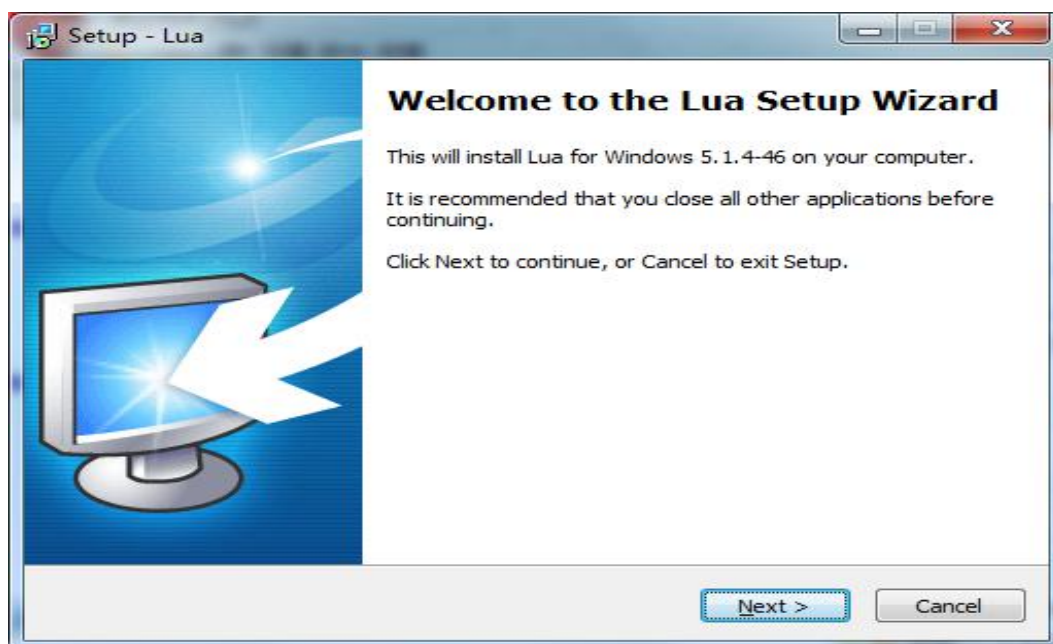 Setup - Lua
Welcome to the Lua Setup Wizard
This will install Lua for Windows 5.1.4-46 on your computer.
It is recommended that you close all other applications before
continuing.
Click Next to continue, or Cancel to exit Setup.
Next >
Cancel